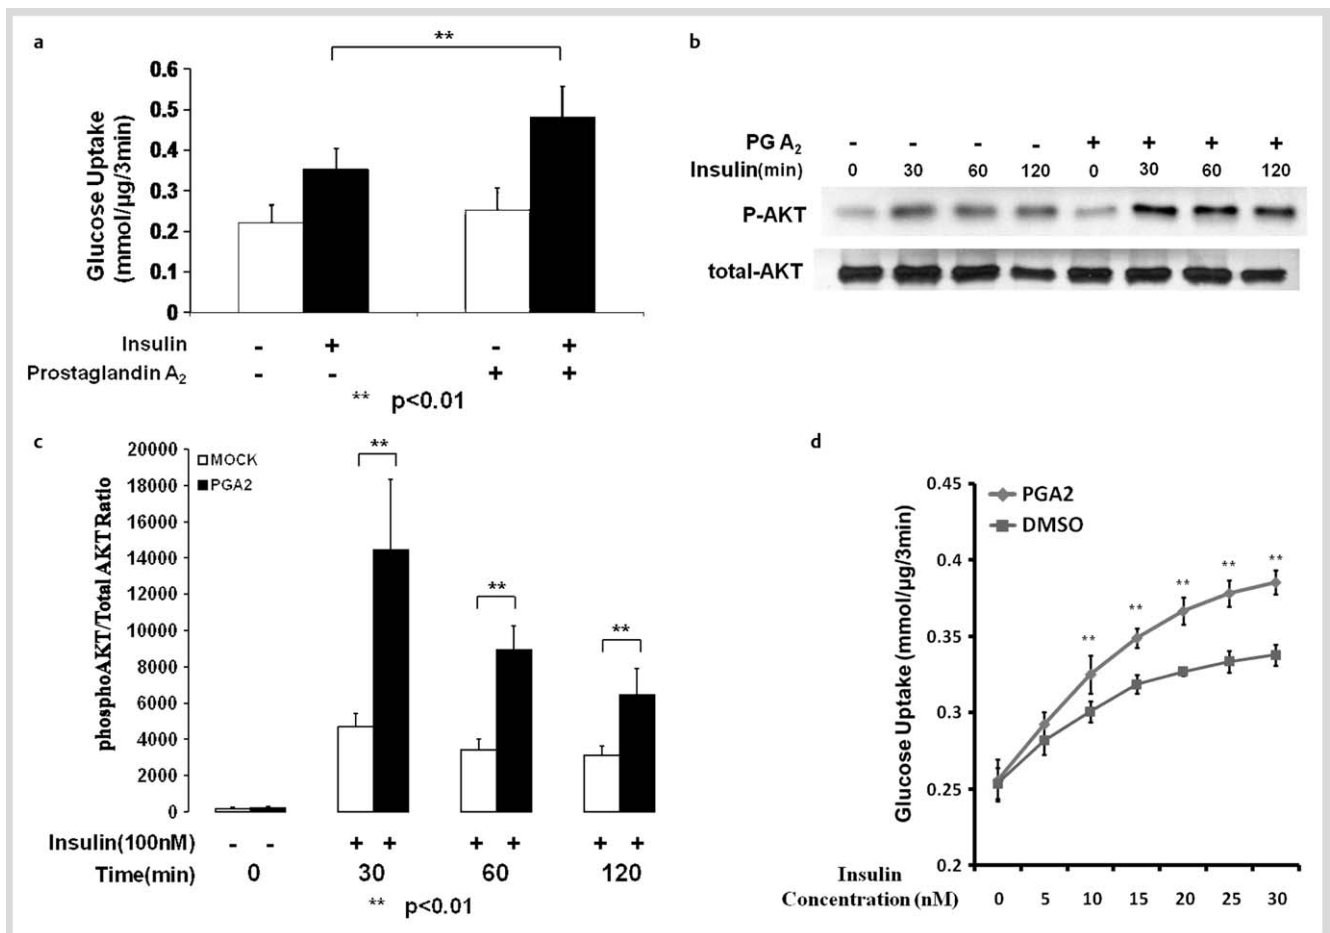 a
**
0.6
0.5
0.4
0.3
0.2
0.1
0
Glucose Uptake
(mmol/µg/3min)
Insulin - + - +
Prostaglandin A2 - - + +
** p<0.01
b
PG A2 - - - - + + + +
Insulin(min) 0 30 60 120 0 30 60 120
P-AKT
total-AKT
c
20000
18000
16000
14000
12000
10000
8000
6000
4000
2000
0
phosphoAKT/Total AKT Ratio
MOCK
PGA2
**
**
**
Insulin(100nM) - - + + + + + +
Time(min) 0 30 60 120
** p<0.01
d
0.45
0.4
0.35
0.3
0.25
0.2
Glucose Uptake (mmol/µg/3min)
PGA2
DMSO
** ** ** ** **
Insulin
Concentration (nM) 0 5 10 15 20 25 30